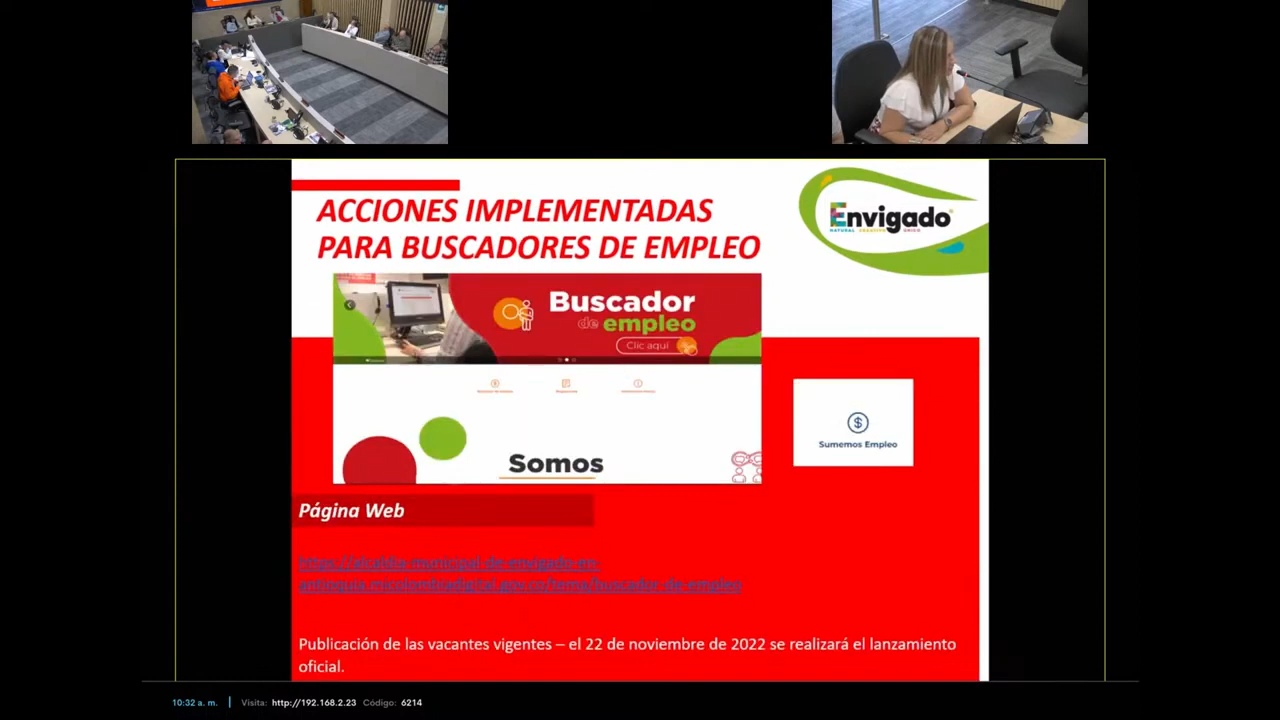 ACCIONES IMPLEMENTADAS
PARA BUSCADORES DE EMPLEO
Envigado
NATURAL CREATIVO ÚNICO
Buscador
de empleo
Clic aquí
Somos
Sumemos Empleo
Página Web
https://alcaldia-municipal-de-envigado-en-
antioquia.micolombiadigital.gov.co/tema/buscador-de-empleo
Publicación de las vacantes vigentes – el 22 de noviembre de 2022 se realizará el lanzamiento
oficial.
10:32 a. m. | Visita: http://192.168.2.23 Código: 6214